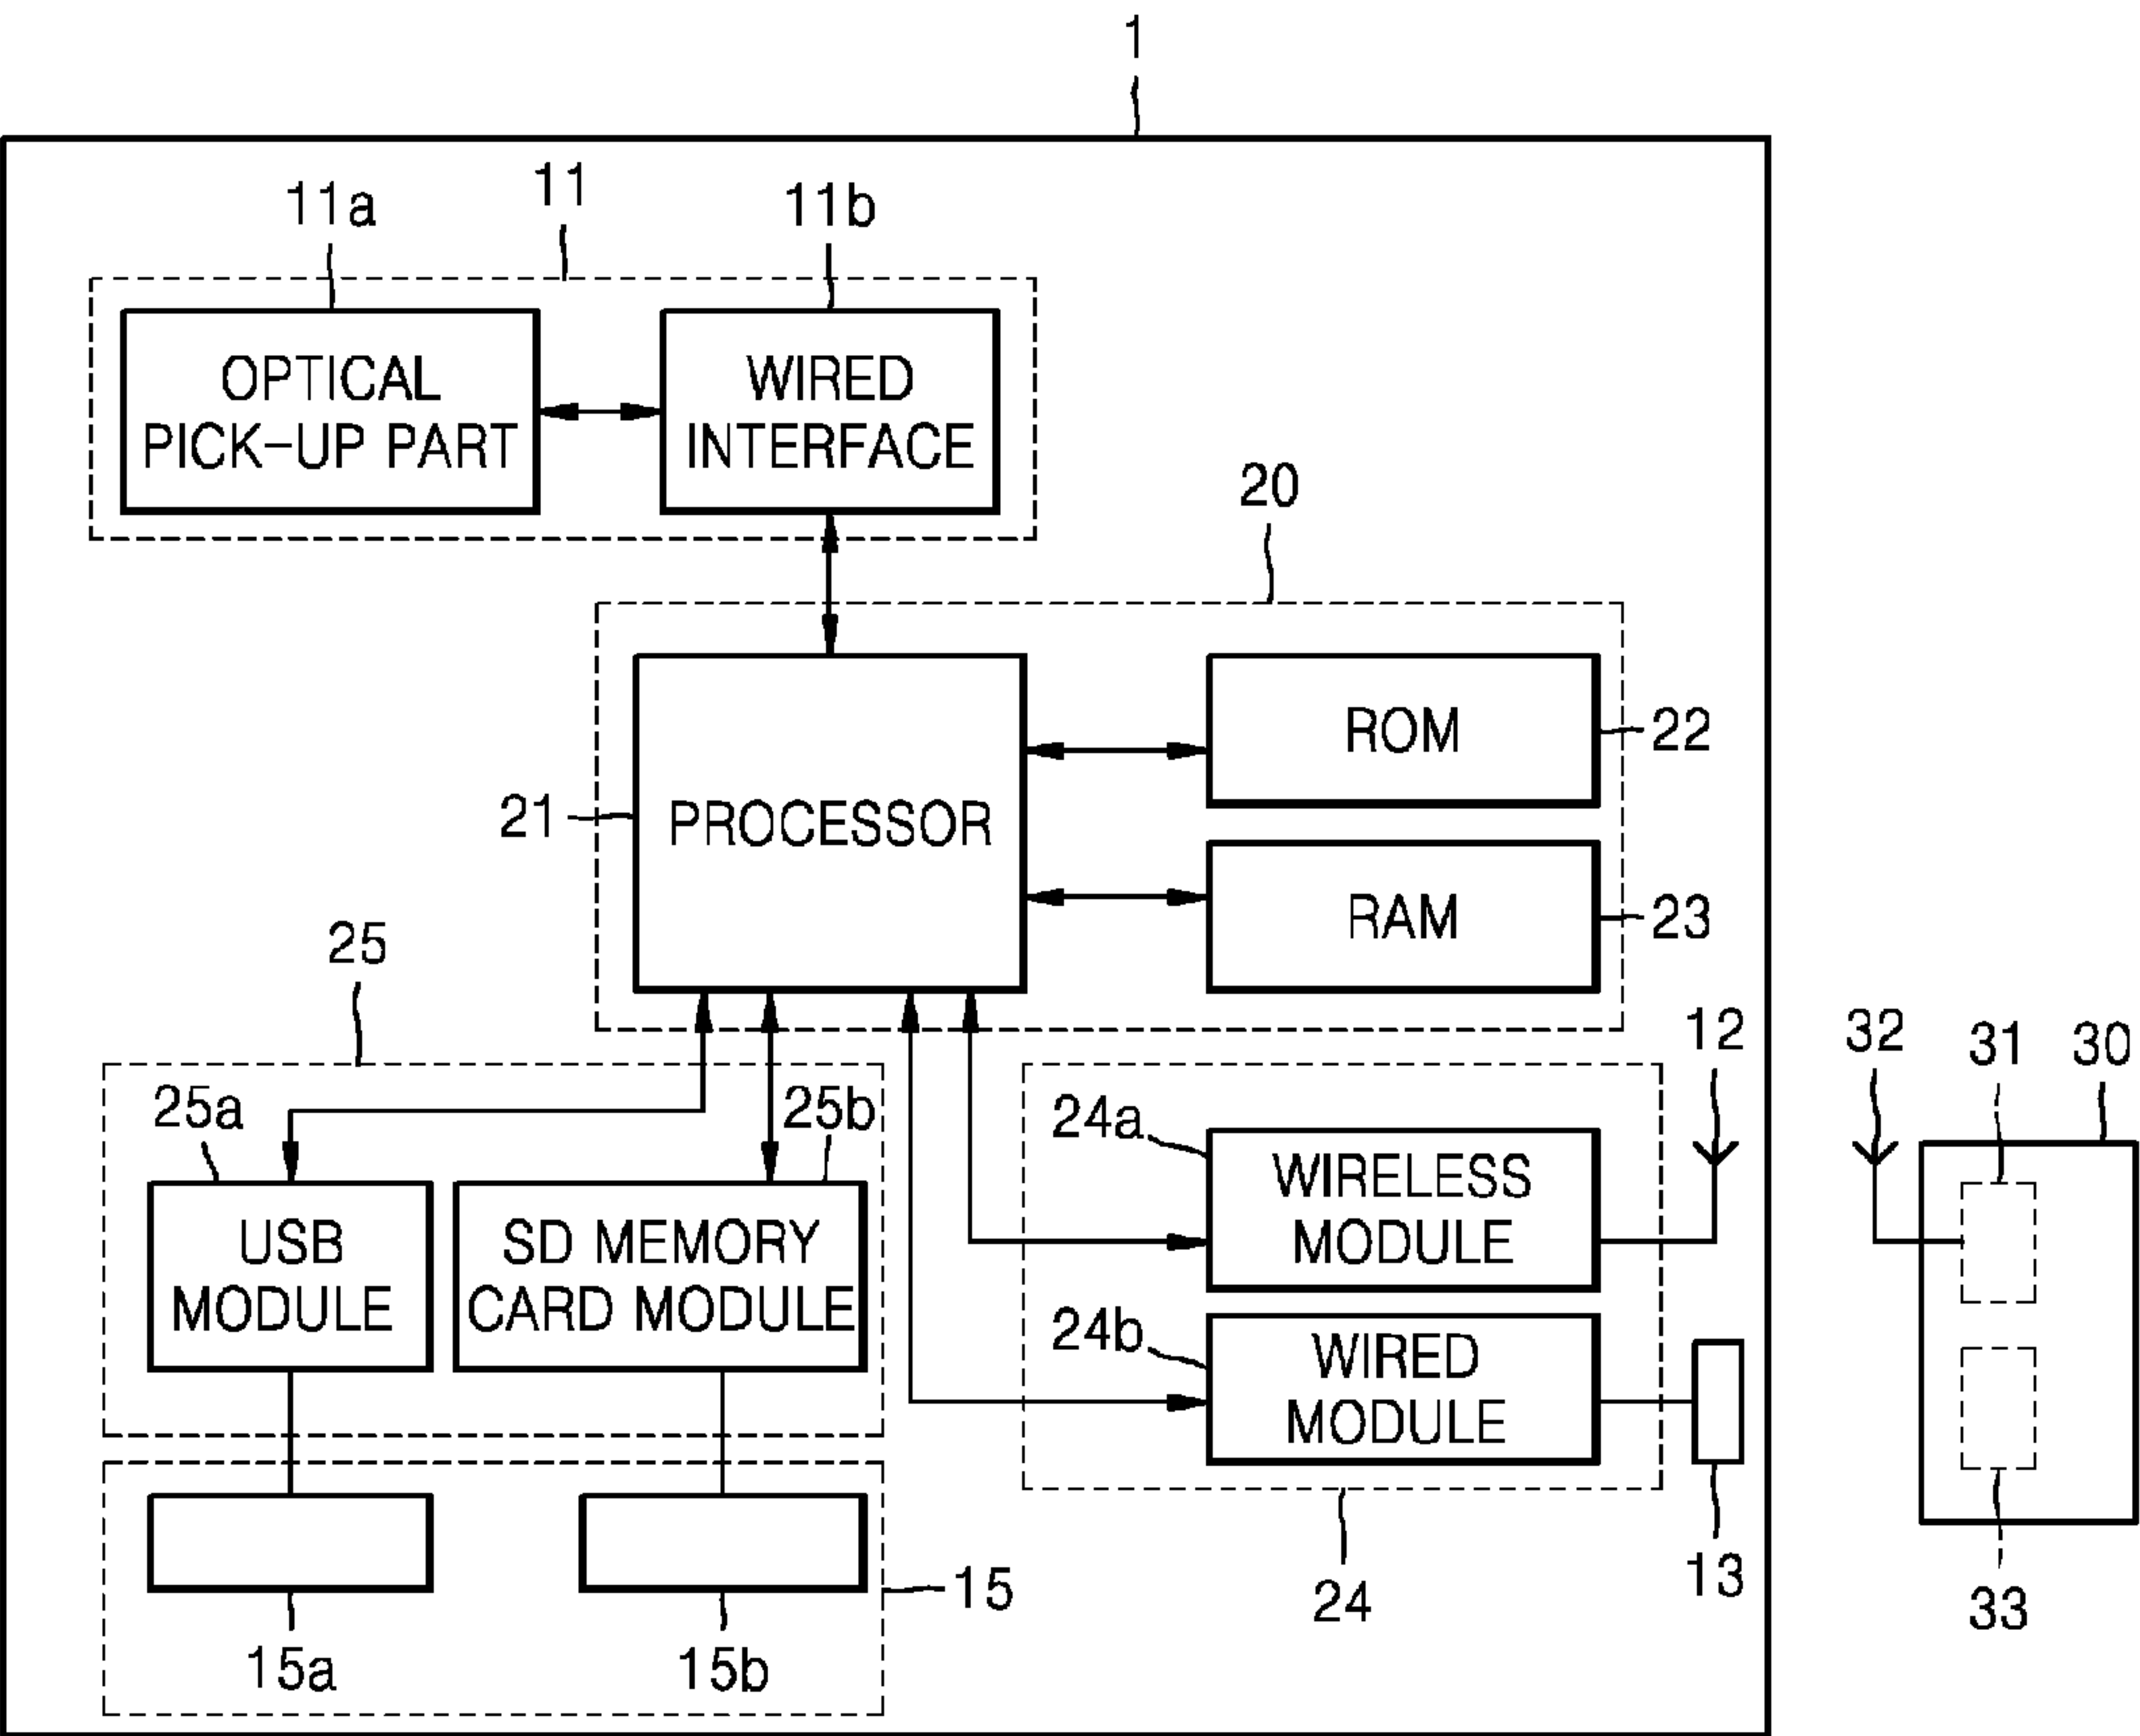 1
11
11a
11b
OPTICAL
PICK-UP PART
WIRED
INTERFACE
20
ROM
22
21
PROCESSOR
RAM
23
25
12
32
31
30
25a
25b
24a
WIRELESS
MODULE
USB
MODULE
SD MEMORY
CARD MODULE
24b
WIRED
MODULE
13
15
24
33
15a
15b